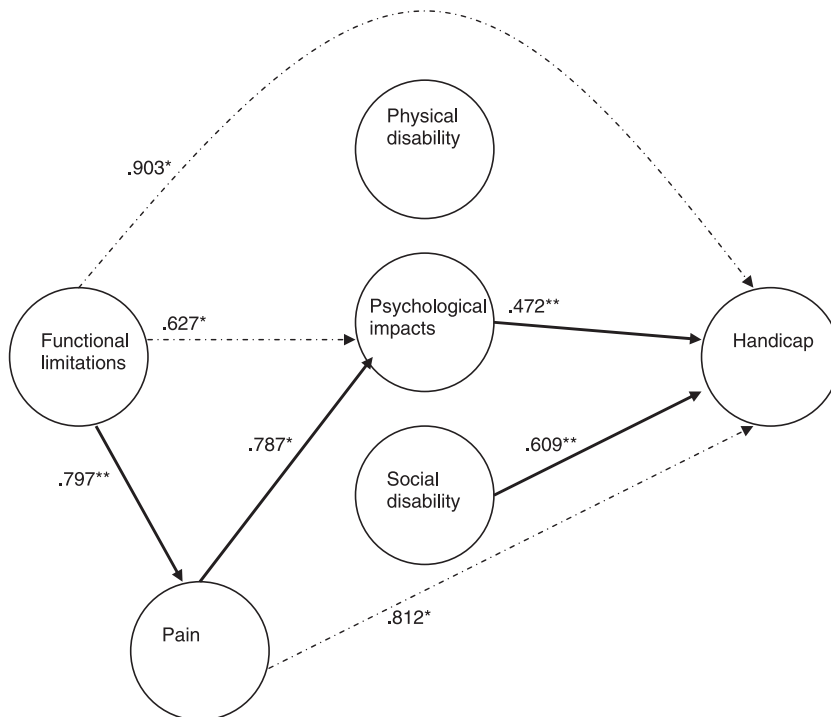 Physical
disability
.903*
Psychological
impacts
.472**
.627*
Functional
limitations
Handicap
.787*
.609**
.797**
Social
disability
.812*
Pain